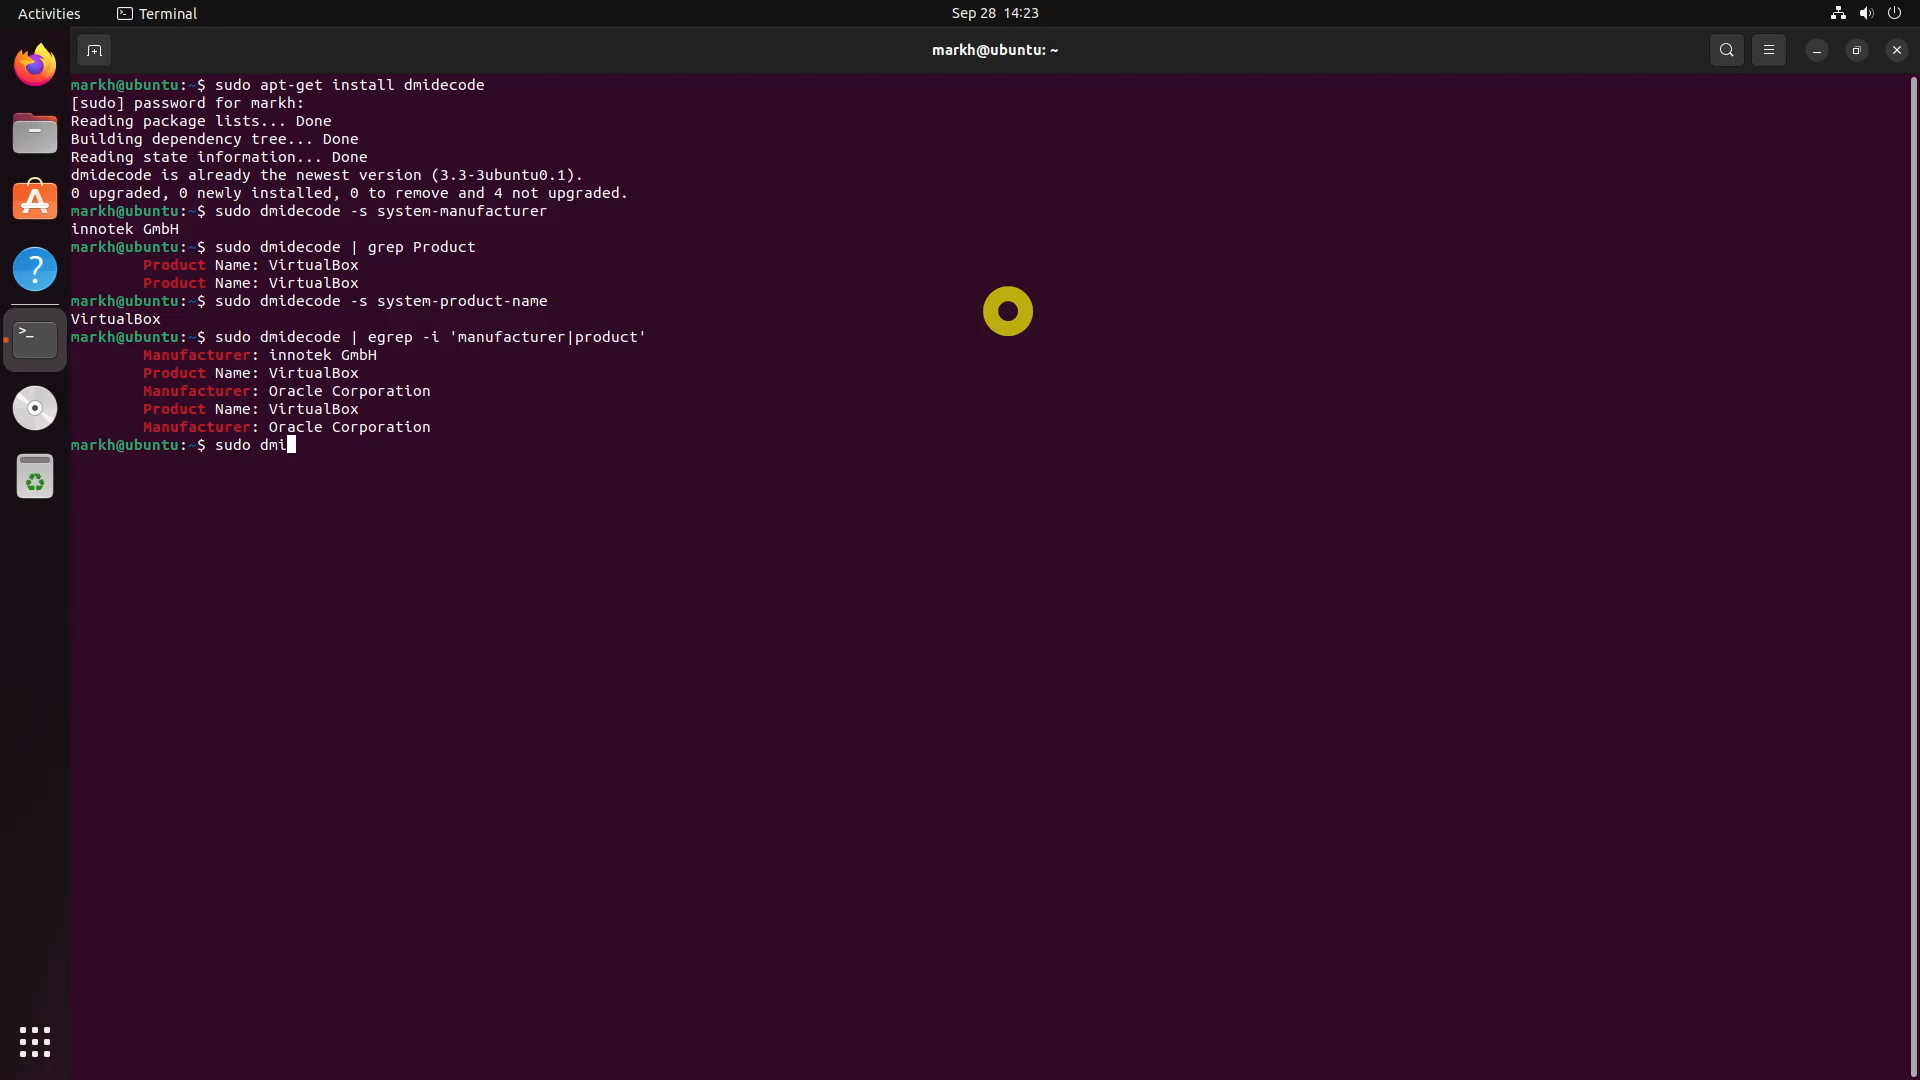 Activities Terminal Sep 28 14:23
markh@ubuntu: ~
markh@ubuntu:~$ sudo apt-get install dmidecode
[sudo] password for markh:
Reading package lists... Done
Building dependency tree... Done
Reading state information... Done
dmidecode is already the newest version (3.3-3ubuntu0.1).
0 upgraded, 0 newly installed, 0 to remove and 4 not upgraded.
markh@ubuntu:~$ sudo dmidecode -s system-manufacturer
innotek GmbH
markh@ubuntu:~$ sudo dmidecode | grep Product
Product Name: VirtualBox
Product Name: VirtualBox
markh@ubuntu:~$ sudo dmidecode -s system-product-name
VirtualBox
markh@ubuntu:~$ sudo dmidecode | egrep -i 'manufacturer|product'
Manufacturer: innotek GmbH
Product Name: VirtualBox
Manufacturer: Oracle Corporation
Product Name: VirtualBox
Manufacturer: Oracle Corporation
markh@ubuntu:~$ sudo dmi